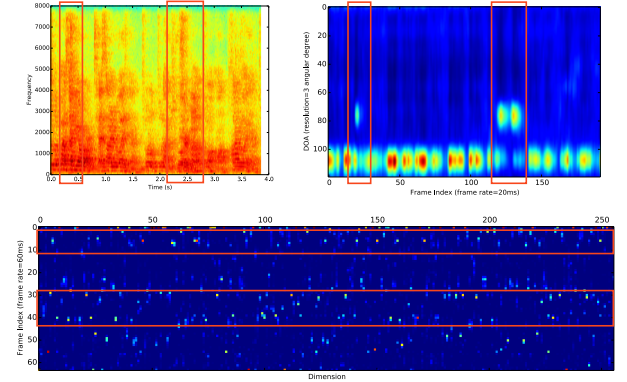 8000
7000
6000
5000
4000
3000
2000
1000
0
Frequency
0.0 0.5 1.0 1.5 2.0 2.5 3.0 3.5 4.0
Time (s)
0
20
40
60
80
100
DOA (resolution=3 angular degree)
0 50 100 150
Frame Index (frame rate=20ms)
0 50 100 150 200 250
0
10
20
30
40
50
60
Frame Index (frame rate=60ms)
Dimension